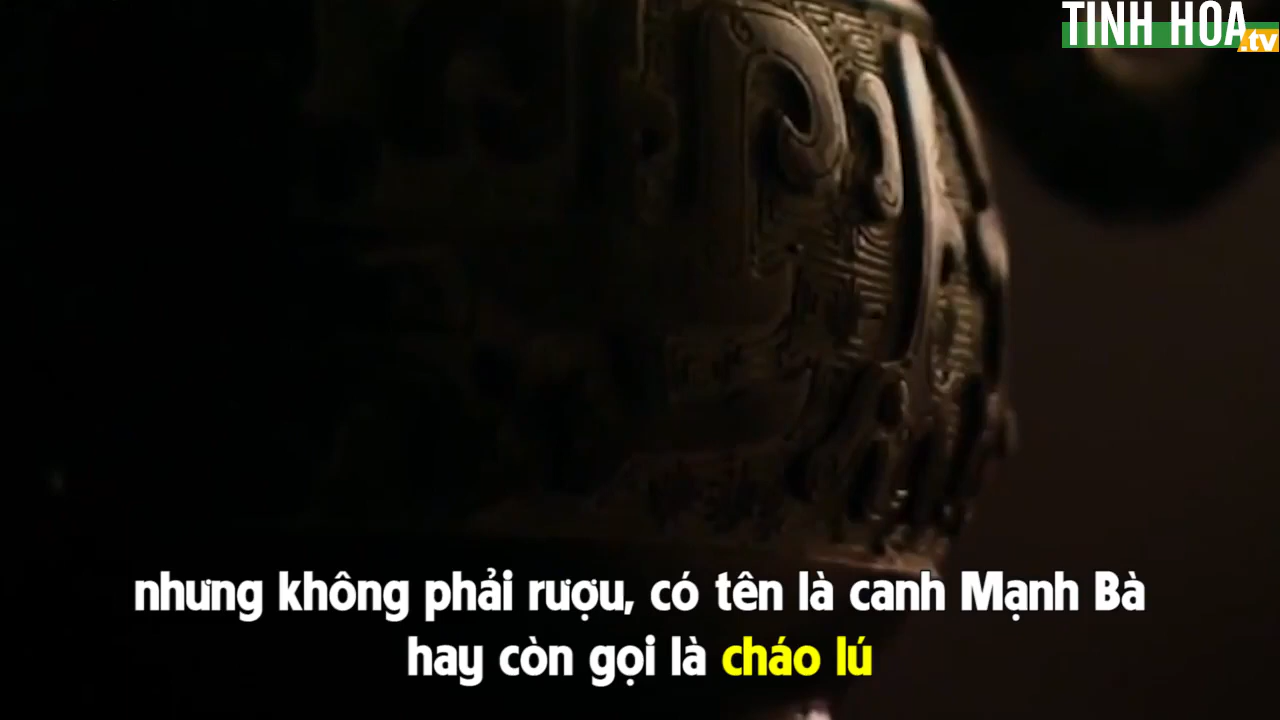 TINH HOA
.tv
nhưng không phải rượu, có tên là canh Mạnh Bà
hay còn gọi là cháo lú